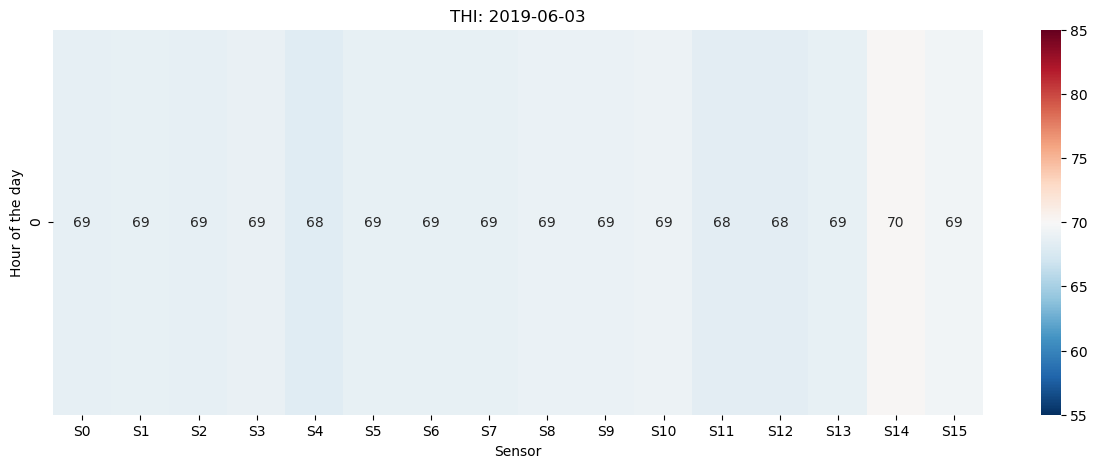 THI: 2019-06-03
Hour of the day
0
69 69 69 69 68 69 69 69 69 69 69 68 68 69 70 69
S0 S1 S2 S3 S4 S5 S6 S7 S8 S9 S10 S11 S12 S13 S14 S15
Sensor
85
80
75
70
65
60
55